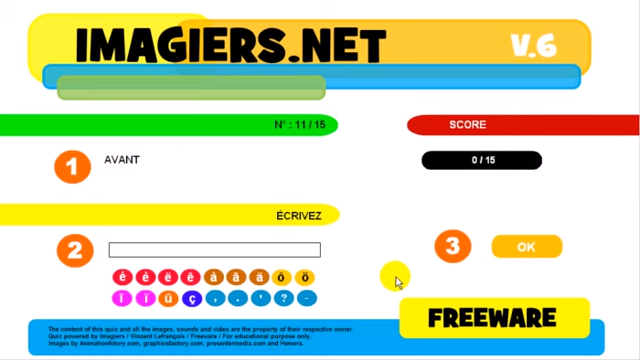 IMAGIERS.NET
V.6
N° : 11 / 15
SCORE
1
AVANT
0 / 15
ÉCRIVEZ
2
3
OK
, . ' ? -
FREEWARE
The content of this quiz and all the images, sounds and video are the property of their respective owner.
Quiz powered by Imagiers / Vincent Lefrançois / Freeware / For educational purpose only.
Images by Animationfctory.com, graphicsfactory.com, presentermedia.com and Hemera.